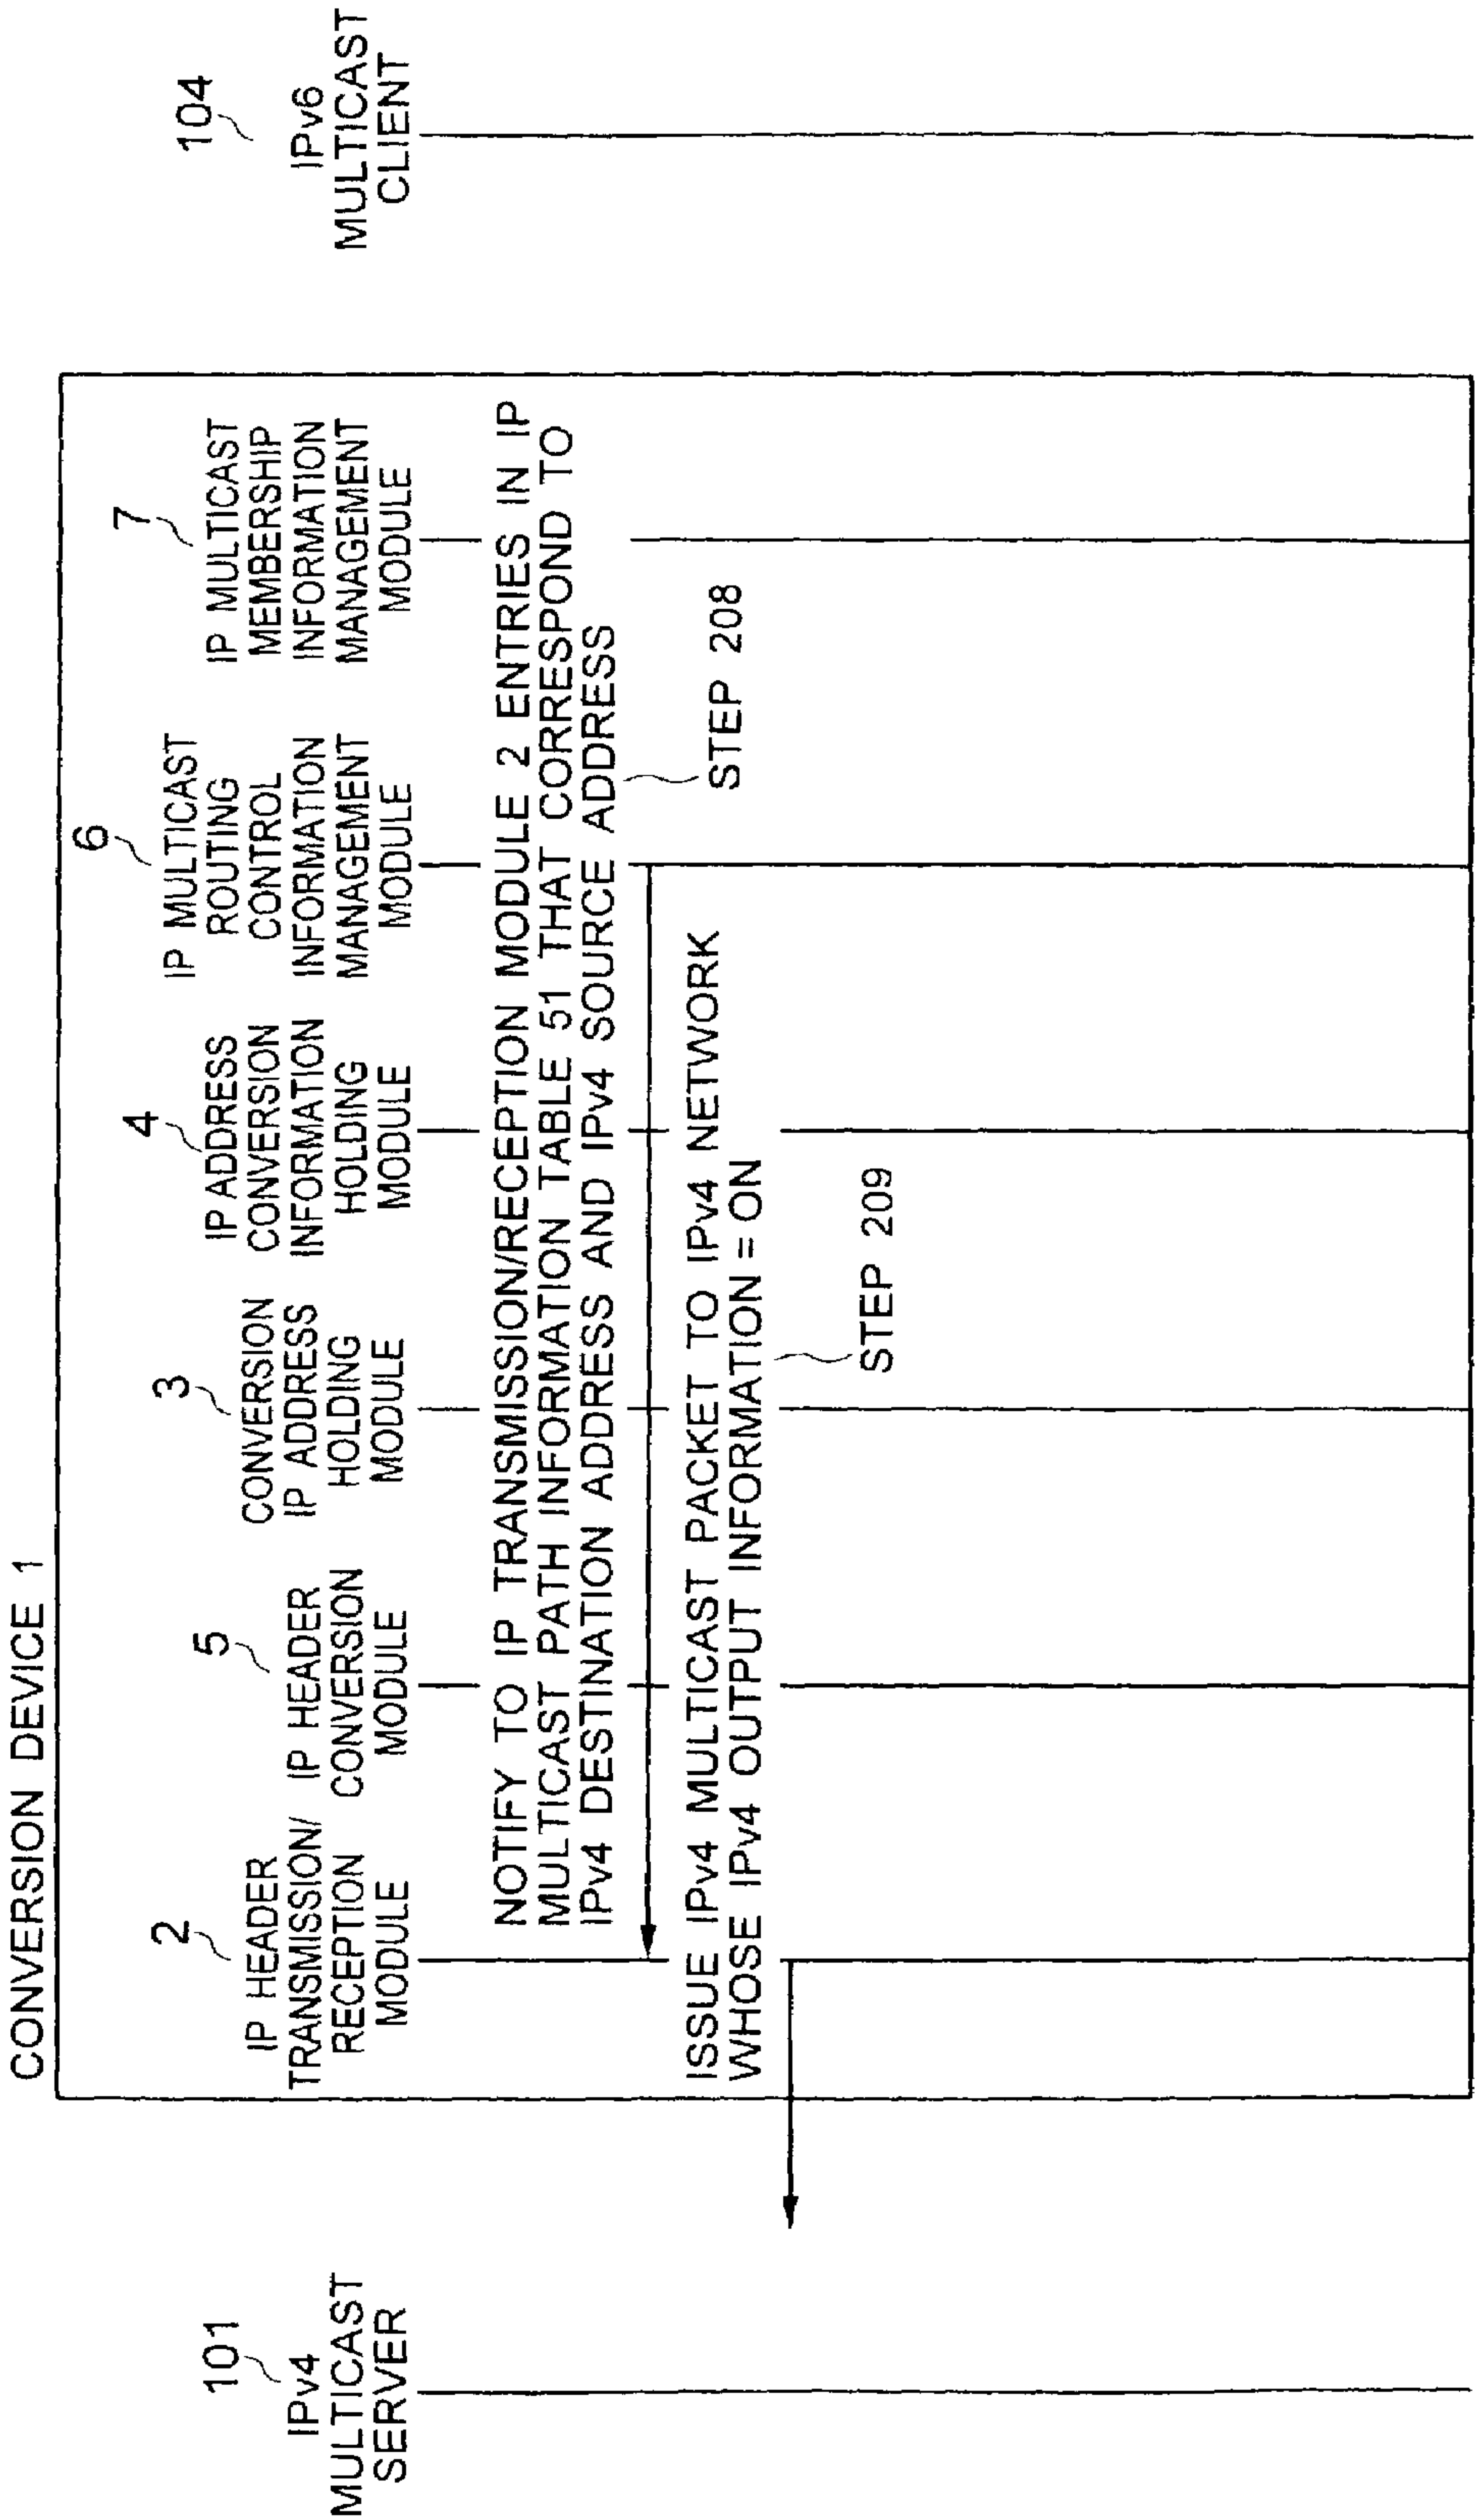 CONVERSION DEVICE 1
101
IPv4
MULTICAST
SERVER
2
IP HEADER
TRANSMISSION/
RECEPTION
MODULE
5
IP HEADER
CONVERSION
MODULE
3
CONVERSION
IP ADDRESS
HOLDING
MODULE
4
IP ADDRESS
CONVERSION
INFORMATION
HOLDING
MODULE
6
IP MULTICAST
ROUTING
CONTROL
INFORMATION
MANAGEMENT
MODULE
7
IP MULTICAST
MEMBERSHIP
INFORMATION
MANAGEMENT
MODULE
104
IPv6
MULTICAST
CLIENT
NOTIFY TO IP TRANSMISSION/RECEPTION MODULE 2 ENTRIES IN IP
MULTICAST PATH INFORMATION TABLE 51 THAT CORRESPOND TO
IPv4 DESTINATION ADDRESS AND IPv4 SOURCE ADDRESS
STEP 208
ISSUE IPv4 MULTICAST PACKET TO IPv4 NETWORK
WHOSE IPv4 OUTPUT INFORMATION = ON
STEP 209